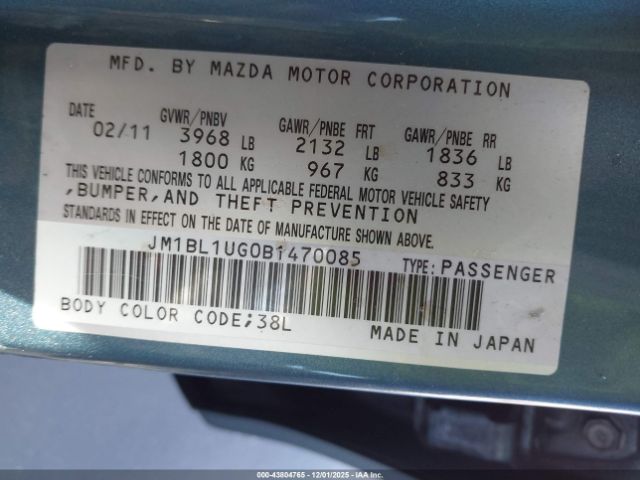 MFD. BY MAZDA MOTOR CORPORATION
DATE GVWR/PNBV GAWR/PNBE FRT GAWR/PNBE RR
02/11 3968 LB 2132 LB 1836 LB
1800 KG 967 KG 833 KG
THIS VEHICLE CONFORMS TO ALL APPLICABLE FEDERAL MOTOR VEHICLE SAFETY
,BUMPER,AND THEFT PREVENTION
STANDARDS IN EFFECT ON THE DATE OF MANUFACTURE SHOWN ABOVE.
JM1BL1UG0B1470085 TYPE:PASSENGER
BODY COLOR CODE;38L MADE IN JAPAN
000-43804765 • 12/01/2025 • IAAI.com